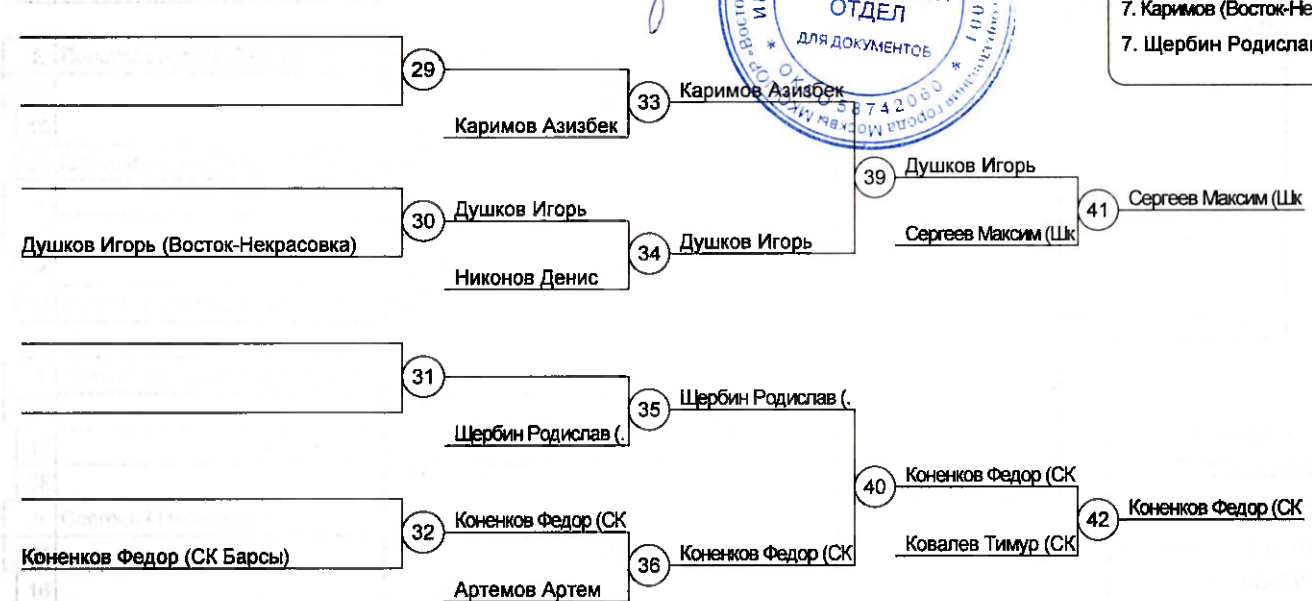 ОТДЕЛ
ДЛЯ ДОКУМЕНТОВ
7. Каримов (Восток-Не
7. Щербин Родислав
29
Каримов Азизбек
33
Каримов Азизбек
Душков Игорь (Восток-Некрасовка)
30
Душков Игорь
Никонов Денис
34
Душков Игорь
39
Душков Игорь
Сергеев Максим (Шк
41
Сергеев Максим (Шк
31
Щербин Родислав (.
35
Щербин Родислав (.
Коненков Федор (СК Барсы)
32
Коненков Федор (СК
Артемов Артем
36
Коненков Федор (СК
40
Коненков Федор (СК
Ковалев Тимур (СК
42
Коненков Федор (СК
16